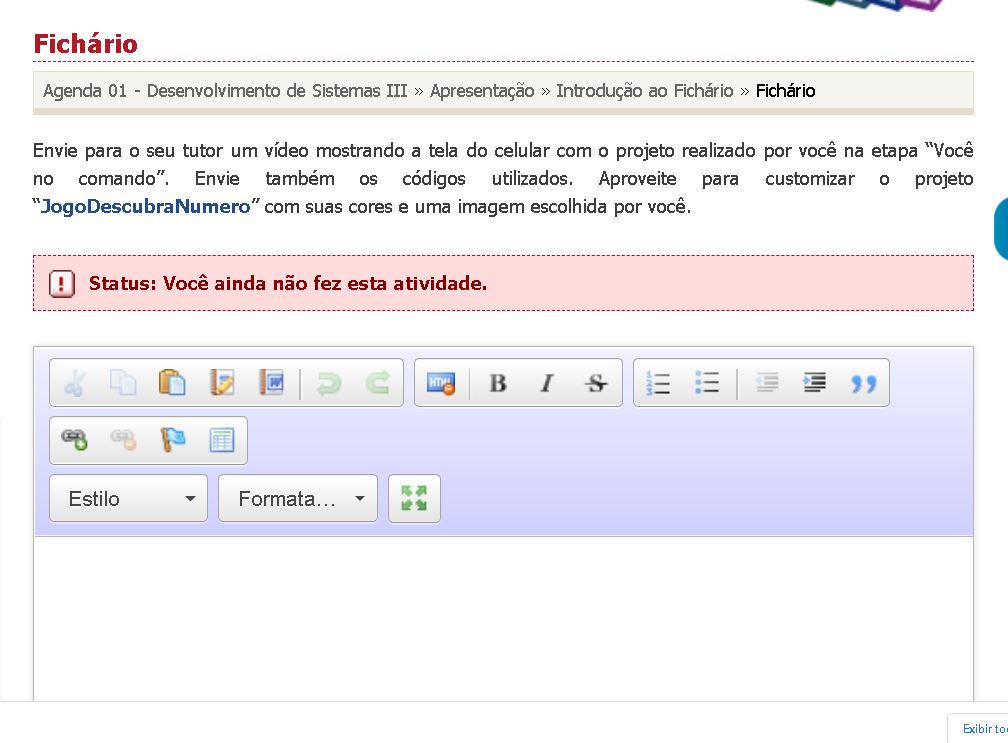 Fichário
Agenda 01 - Desenvolvimento de Sistemas III » Apresentação » Introdução ao Fichário » Fichário
Envie para o seu tutor um vídeo mostrando a tela do celular com o projeto realizado por você na etapa “Você
no comando”. Envie também os códigos utilizados. Aproveite para customizar o projeto
“JogoDescubraNumero” com suas cores e uma imagem escolhida por você.
Status: Você ainda não fez esta atividade.
HTML B I S
Estilo Formata...
Exibir to